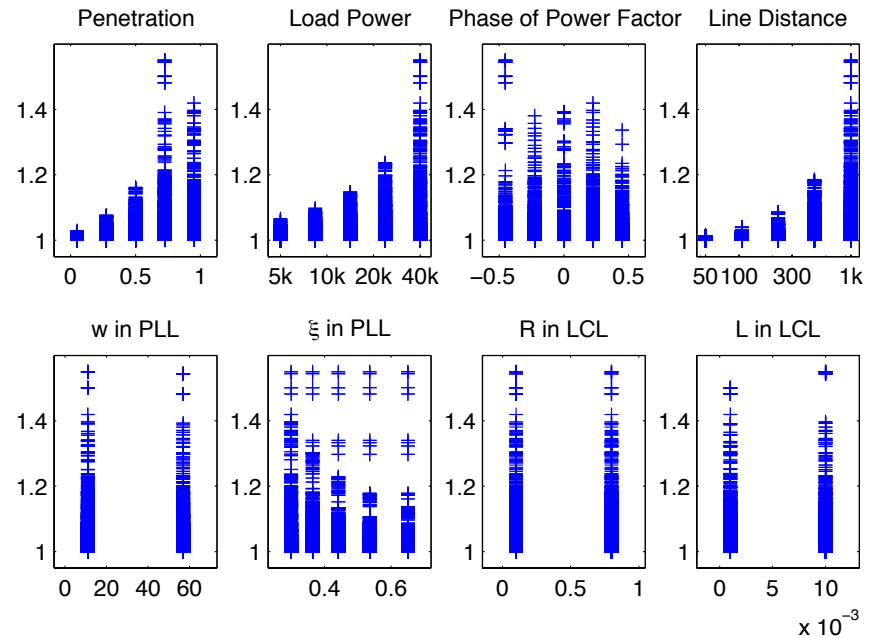 Penetration Load Power Phase of Power Factor Line Distance
1.4 1.4 1.4 1.4
1.2 1.2 1.2 1.2
1 1 1 1
0 0.5 1 5k 10k 20k 40k −0.5 0 0.5 50 100 300 1k
w in PLL ξ in PLL R in LCL L in LCL
1.4 1.4 1.4 1.4
1.2 1.2 1.2 1.2
1 1 1 1
0 20 40 60 0.4 0.6 0 0.5 1 0 5 10
x 10⁻³